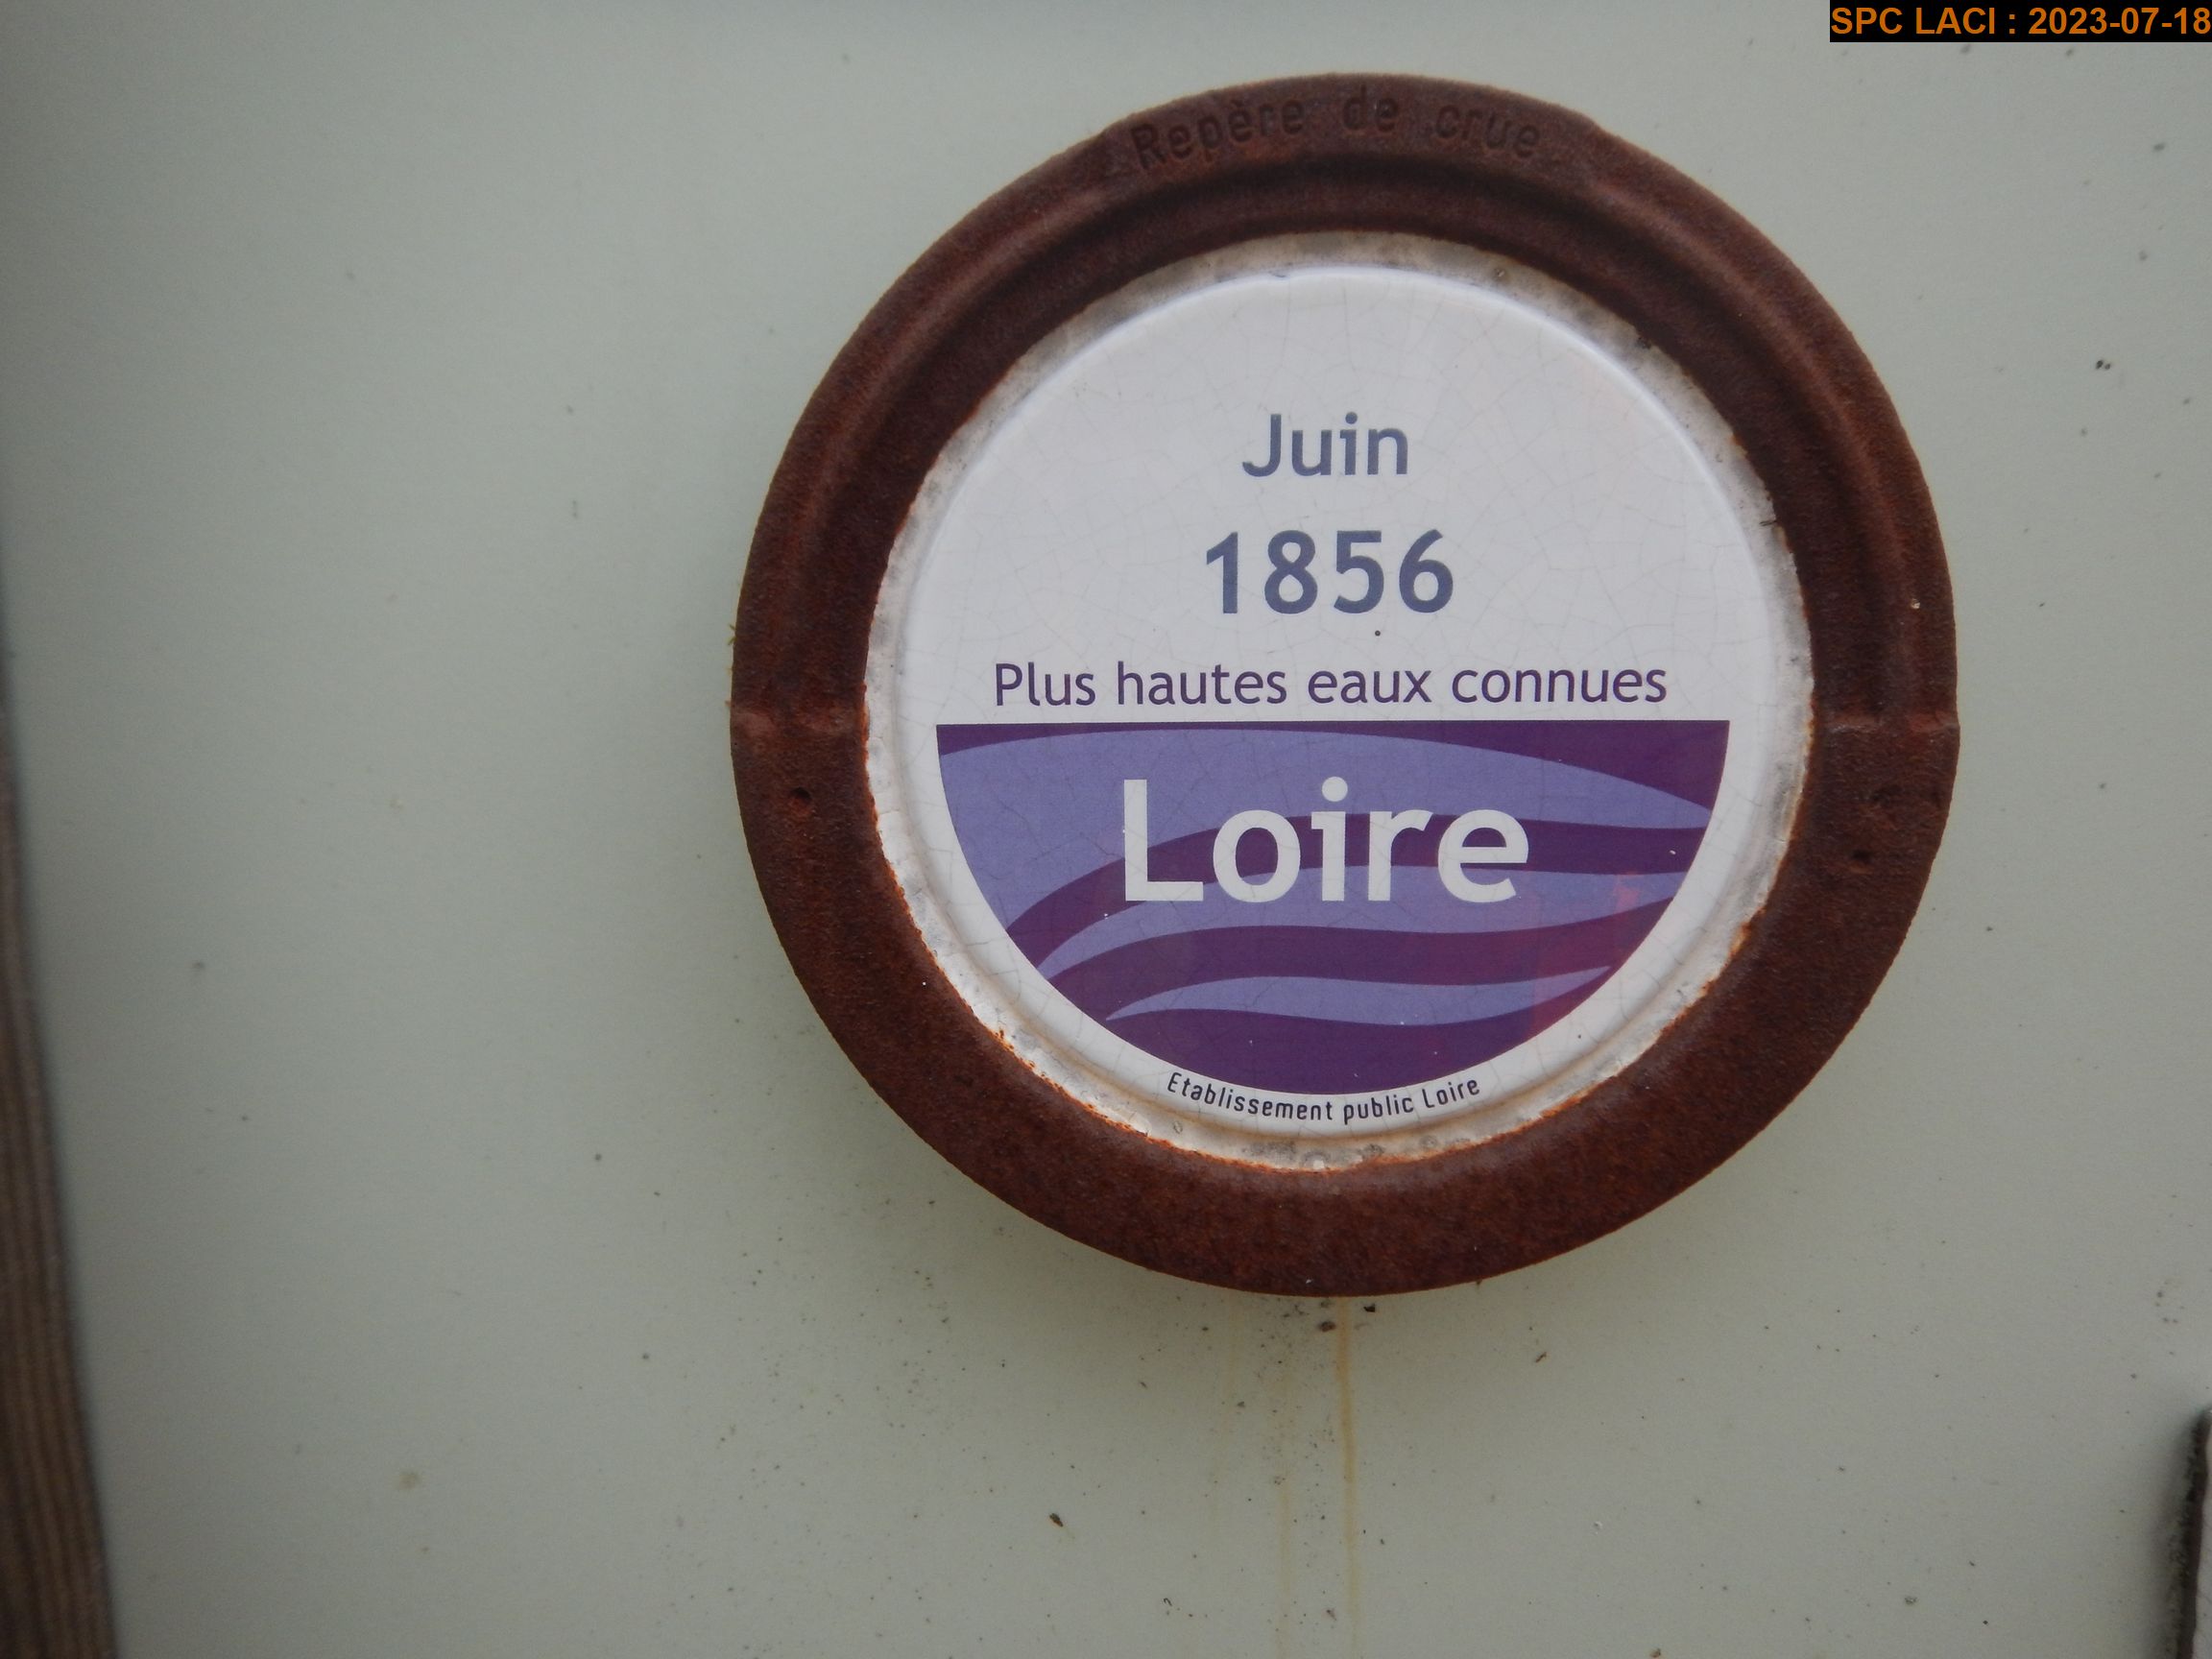 SPC LACI : 2023-07-18
Repère de crue
Juin
1856
Plus hautes eaux connues
Loire
Etablissement public Loire